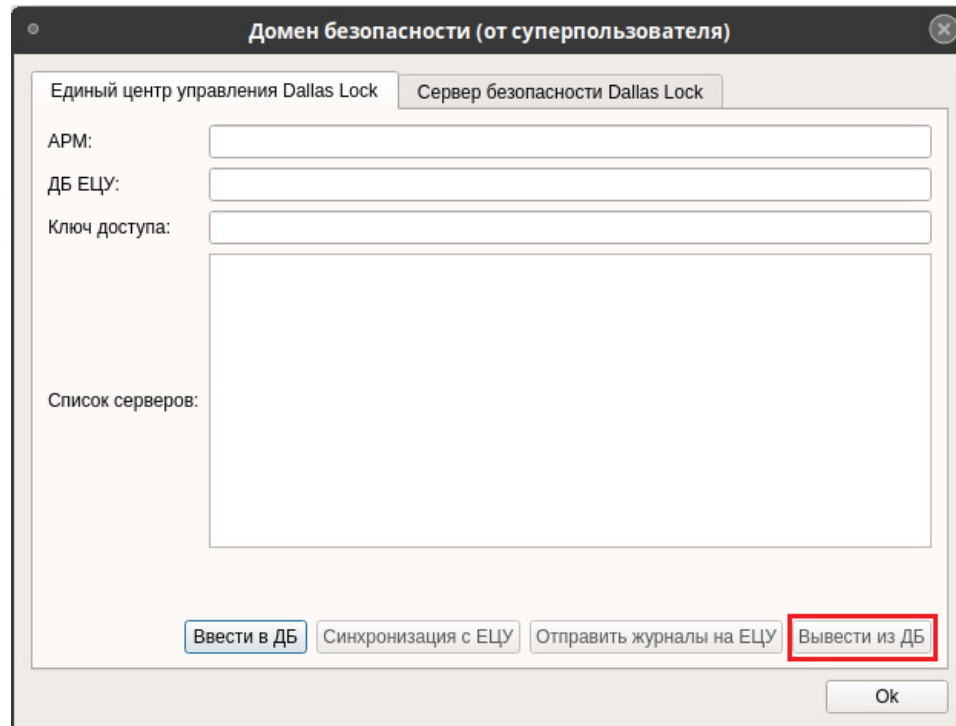 Домен безопасности (от суперпользователя)
Единый центр управления Dallas Lock
Сервер безопасности Dallas Lock
АРМ:
ДБ ЕЦУ:
Ключ доступа:
Список серверов:
Ввести в ДБ
Синхронизация с ЕЦУ
Отправить журналы на ЕЦУ
Вывести из ДБ
Ok